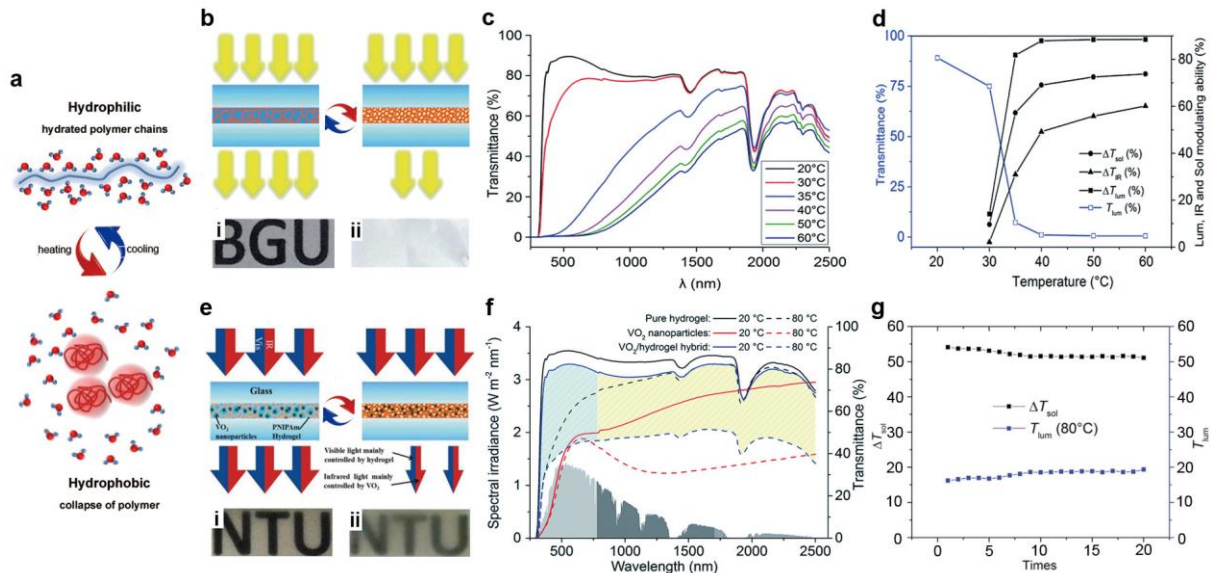 a
Hydrophilic
hydrated polymer chains
heating
cooling
Hydrophobic
collapse of polymer
b
i
BGU
ii
c
Transmittance (%)
100
80
60
40
20
0
500 1000 1500 2000 2500
λ (nm)
20°C
30°C
35°C
40°C
50°C
60°C
d
Transmittance (%)
100
75
50
25
0
20 30 40 50 60
Temperature (°C)
80
60
40
20
0
Lum, IR and Sol modulating ability (%)
ΔTsol (%)
ΔTIR (%)
ΔTlum (%)
Tlum (%)
e
Vis
IR
Glass
VO2 nanoparticles
PNIPAm Hydrogel
Visible light mainly
controlled by hydrogel
Infrared light mainly
controlled by VO2
i
NTU
ii
NTU
f
Pure hydrogel: 20 °C 80 °C
VO2 nanoparticles: 20 °C 80 °C
VO2/hydrogel hybrid: 20 °C 80 °C
Spectral irradiance (W m-2 nm-1)
4
3
2
1
0
500 1000 1500 2000 2500
Wavelength (nm)
100
80
60
40
20
0
Transmittance (%)
g
ΔTsol
60
50
40
30
20
10
0
0 5 10 15 20
Times
60
50
40
30
20
10
0
Tlum
ΔTsol
Tlum (80°C)